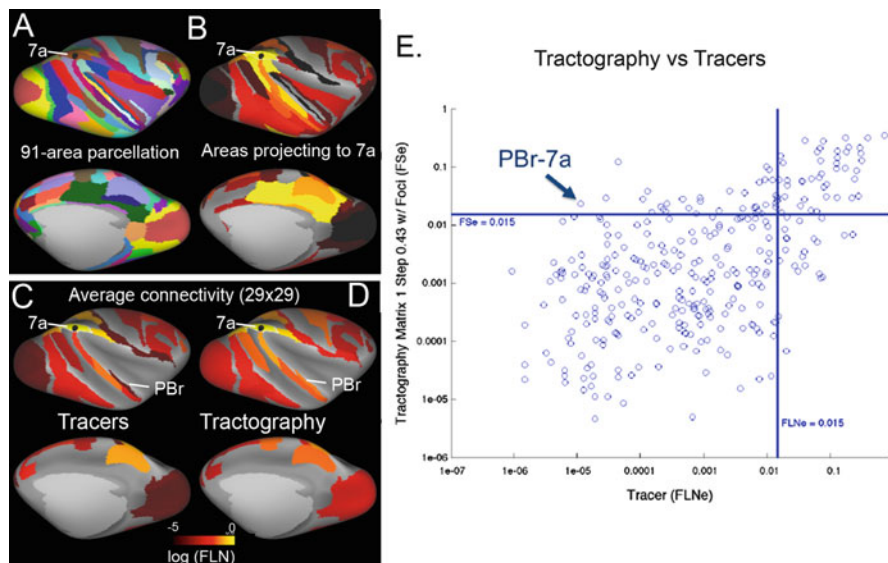 A
B
7a
7a
91-area parcellation
Areas projecting to 7a
C
Average connectivity (29x29)
D
7a
7a
PBr
PBr
Tracers
Tractography
-5
0
log (FLN)
E.
Tractography vs Tracers
Tractography Matrix 1 Step 0.43 w/ Foci (FSe)
1
0.1
0.01
0.001
0.0001
1e-05
1e-06
PBr-7a
FSe = 0.015
FLNe = 0.015
1e-07
1e-05
0.0001
0.001
0.01
0.1
Tracer (FLNe)